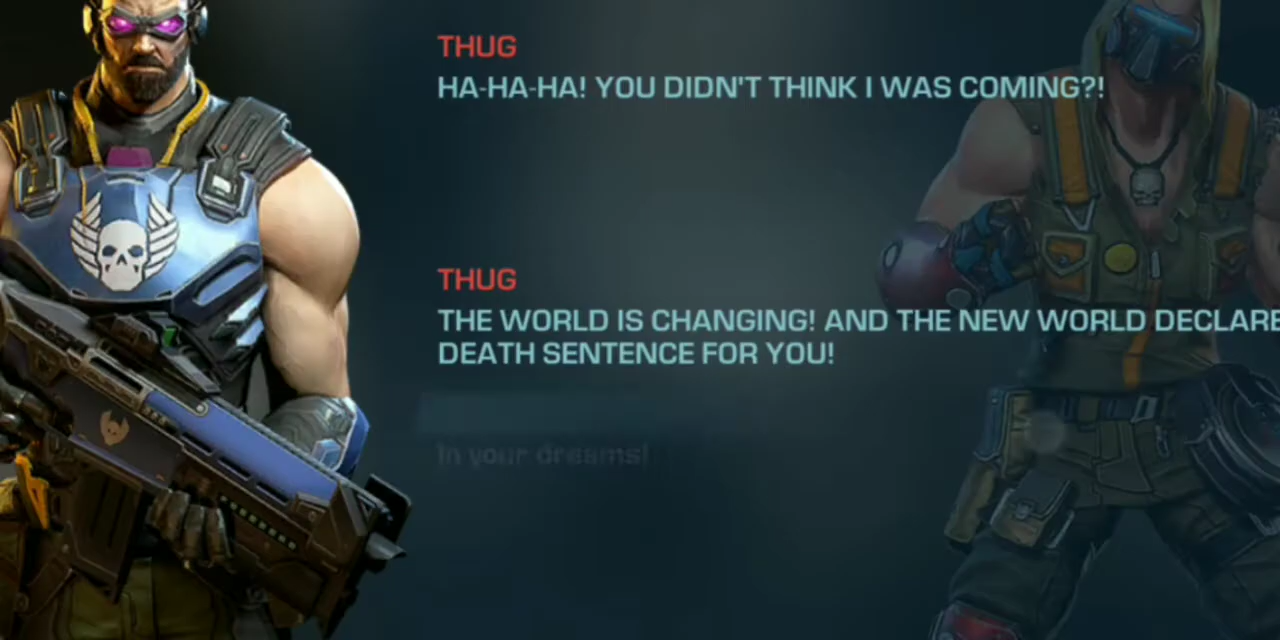 THUG
HA-HA-HA! YOU DIDN'T THINK I WAS COMING?!
THUG
THE WORLD IS CHANGING! AND THE NEW WORLD DECLARE
DEATH SENTENCE FOR YOU!
In your dreams!